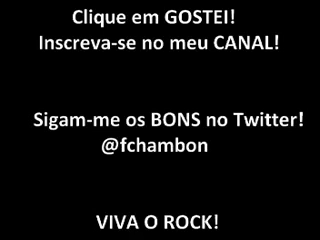 Clique em GOSTEI!
Inscreva-se no meu CANAL!
Sigam-me os BONS no Twitter!
@fchambon
VIVA O ROCK!